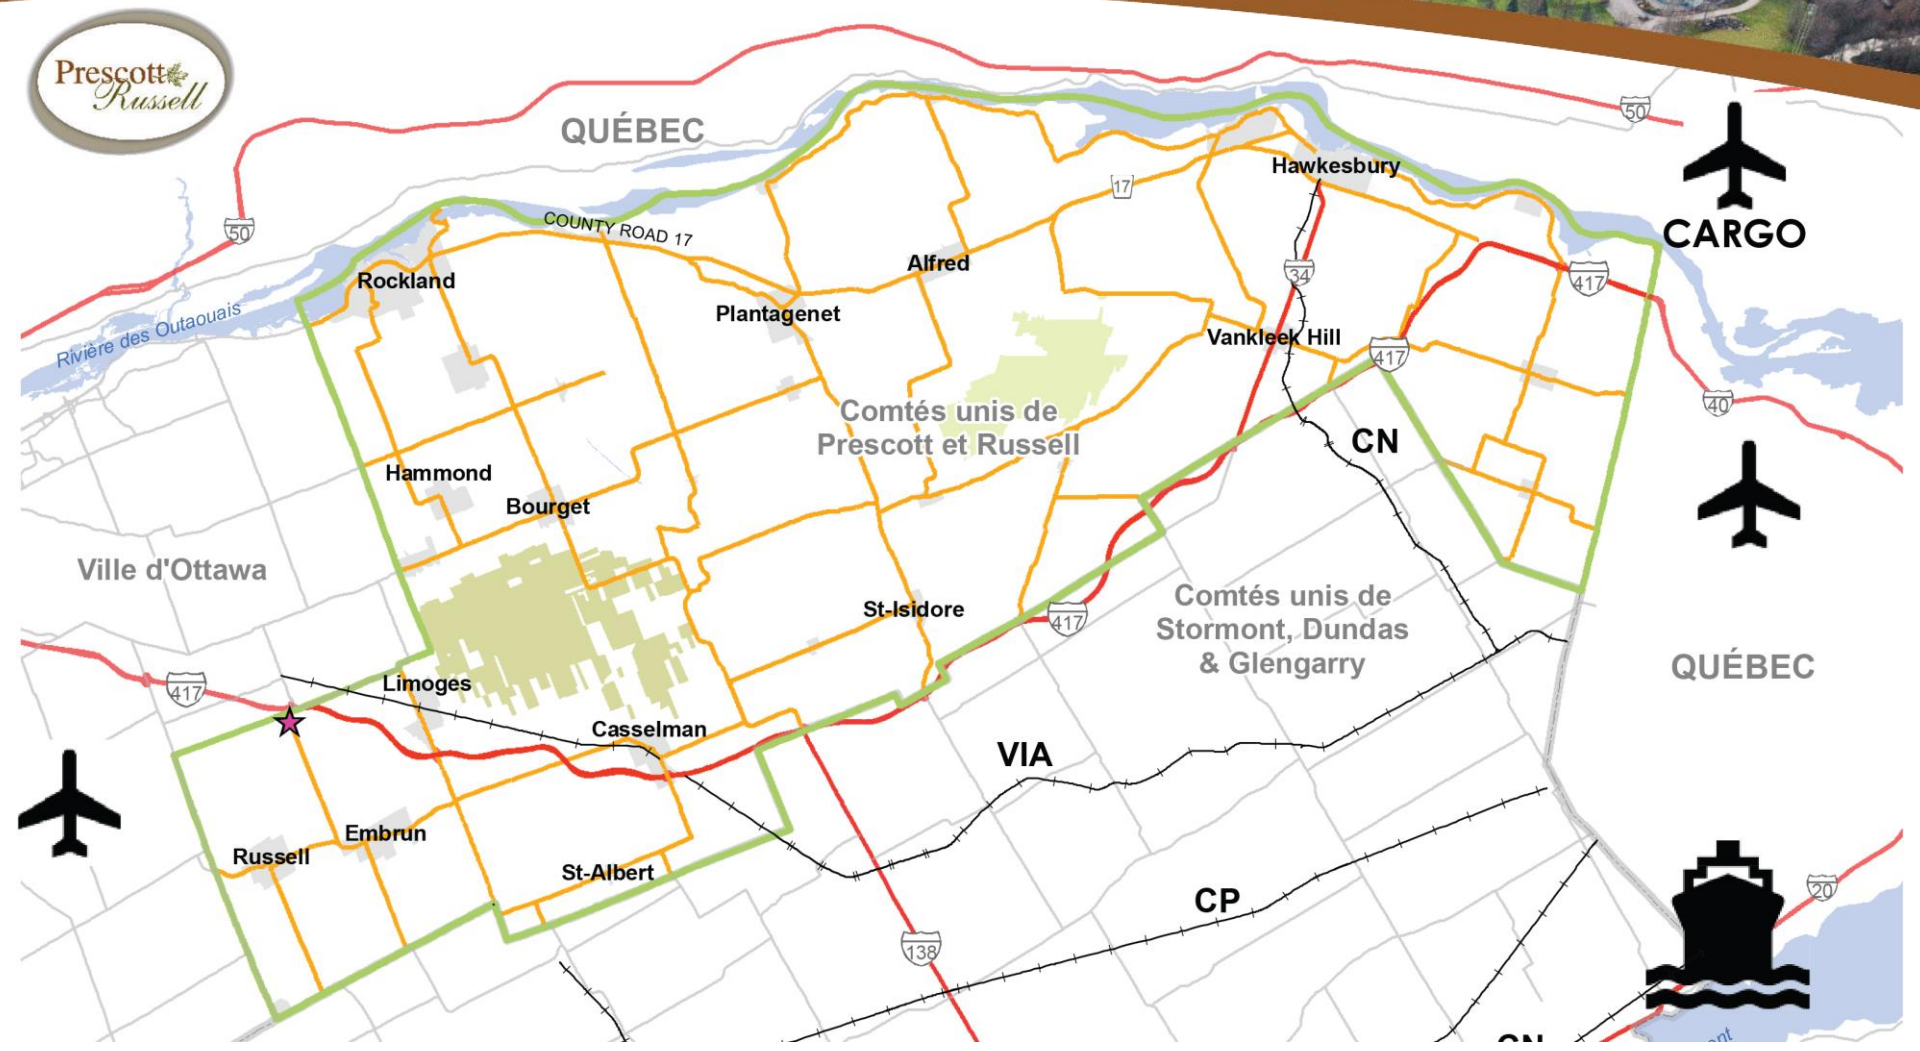 Prescott
Russell
QUÉBEC
50
50
CARGO
Hawkesbury
17
COUNTY ROAD 17
34
417
Rockland
Alfred
Plantagenet
Rivière des Outaouais
Vankleek Hill
417
40
Comtés unis de
Prescott et Russell
CN
Hammond
Bourget
Ville d'Ottawa
St-Isidore
417
Comtés unis de
Stormont, Dundas
& Glengarry
QUÉBEC
417
Limoges
Casselman
VIA
Embrun
Russell
St-Albert
CP
20
138
CN